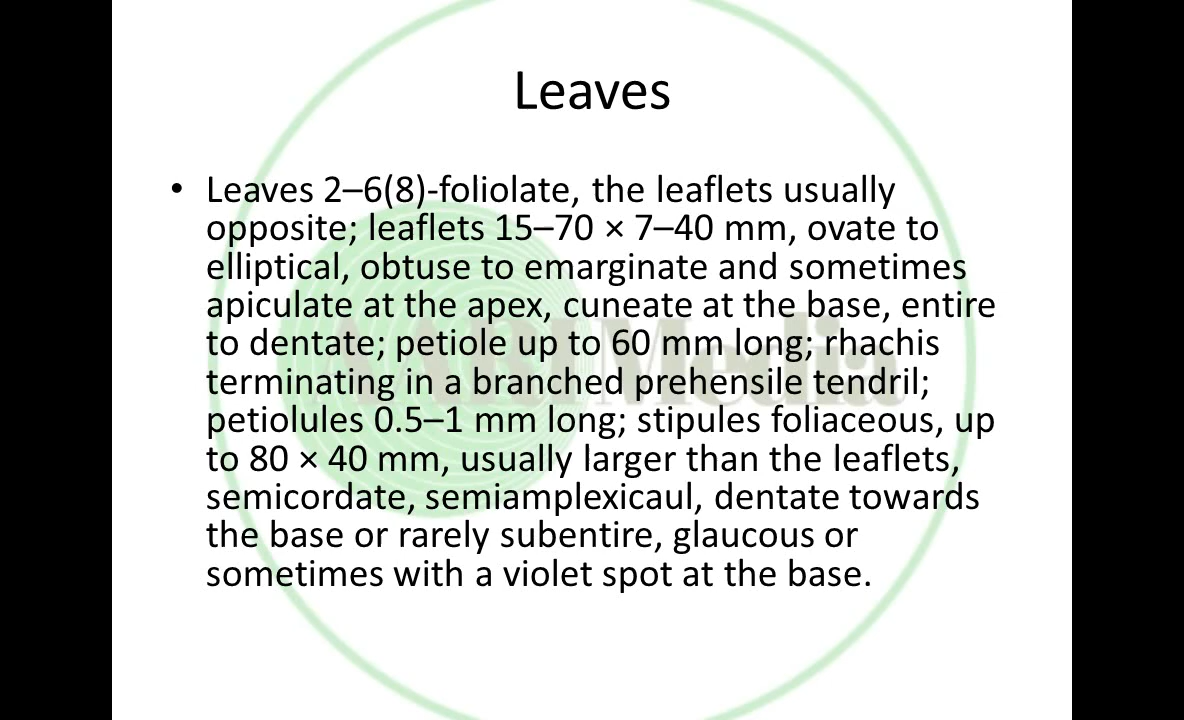 Leaves
• Leaves 2–6(8)-foliolate, the leaflets usually
opposite; leaflets 15–70 × 7–40 mm, ovate to
elliptical, obtuse to emarginate and sometimes
apiculate at the apex, cuneate at the base, entire
to dentate; petiole up to 60 mm long; rhachis
terminating in a branched prehensile tendril;
petiolules 0.5–1 mm long; stipules foliaceous, up
to 80 × 40 mm, usually larger than the leaflets,
semicordate, semiamplexicaul, dentate towards
the base or rarely subentire, glaucous or
sometimes with a violet spot at the base.